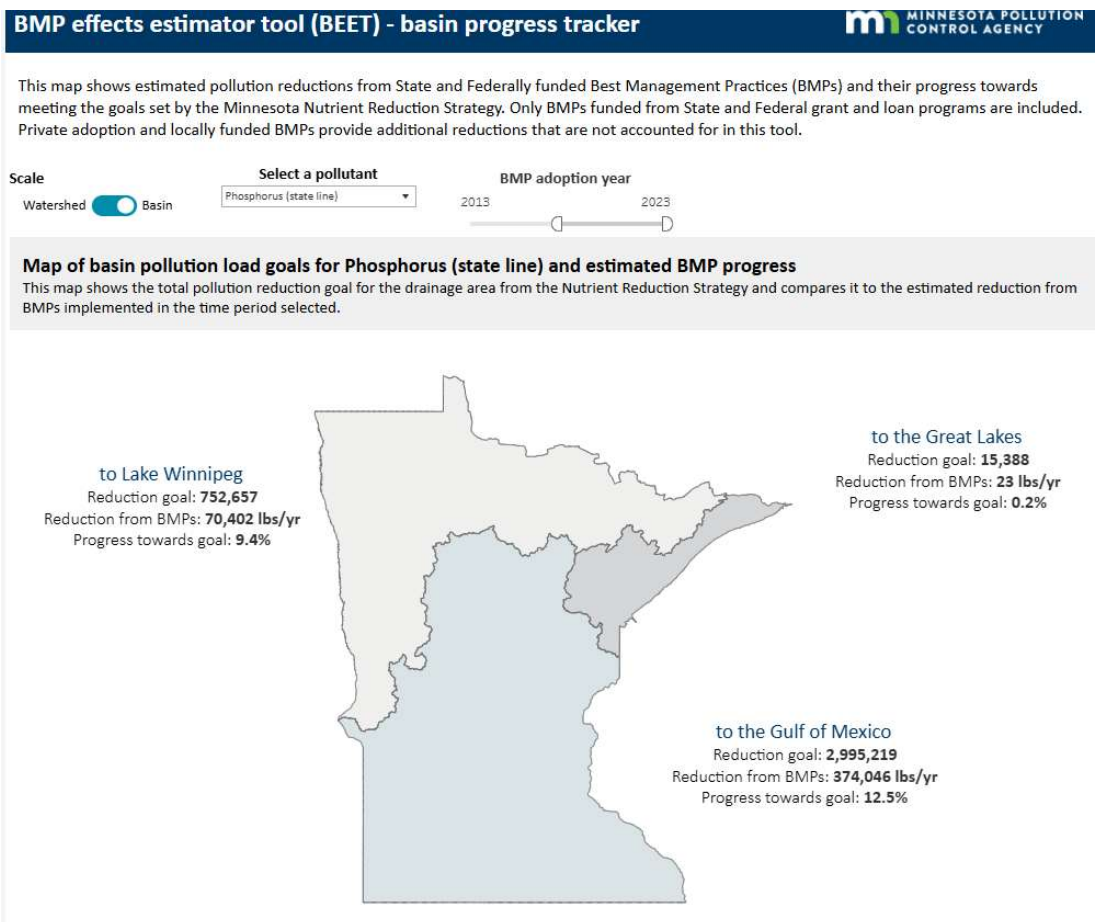 BMP effects estimator tool (BEET) - basin progress tracker
MINNESOTA POLLUTION
CONTROL AGENCY
This map shows estimated pollution reductions from State and Federally funded Best Management Practices (BMPs) and their progress towards
meeting the goals set by the Minnesota Nutrient Reduction Strategy. Only BMPs funded from State and Federal grant and loan programs are included.
Private adoption and locally funded BMPs provide additional reductions that are not accounted for in this tool.
Scale
Watershed Basin
Select a pollutant
Phosphorus (state line)
BMP adoption year
2013 2023
Map of basin pollution load goals for Phosphorus (state line) and estimated BMP progress
This map shows the total pollution reduction goal for the drainage area from the Nutrient Reduction Strategy and compares it to the estimated reduction from
BMPs implemented in the time period selected.
to Lake Winnipeg
Reduction goal: 752,657
Reduction from BMPs: 70,402 lbs/yr
Progress towards goal: 9.4%
to the Great Lakes
Reduction goal: 15,388
Reduction from BMPs: 23 lbs/yr
Progress towards goal: 0.2%
to the Gulf of Mexico
Reduction goal: 2,995,219
Reduction from BMPs: 374,046 lbs/yr
Progress towards goal: 12.5%